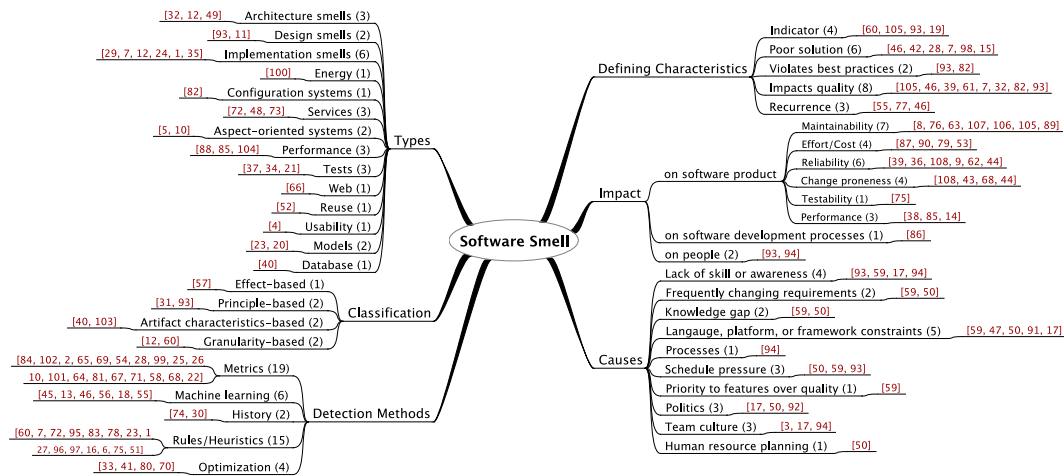 Software Smell
Types
[32, 12, 49] Architecture smells (3)
[93, 11] Design smells (2)
[29, 7, 12, 24, 1, 35] Implementation smells (6)
[100] Energy (1)
[82] Configuration systems (1)
[72, 48, 73] Services (3)
[5, 10] Aspect-oriented systems (2)
[88, 85, 104] Performance (3)
[37, 34, 21] Tests (3)
[66] Web (1)
[52] Reuse (1)
[4] Usability (1)
[23, 20] Models (2)
[40] Database (1)
Classification
[57] Effect-based (1)
[31, 93] Principle-based (2)
[40, 103] Artifact characteristics-based (2)
[12, 60] Granularity-based (2)
Detection Methods
[84, 102, 2, 65, 69, 54, 28, 99, 25, 26
10, 101, 64, 81, 67, 71, 58, 68, 22]
Metrics (19)
[45, 13, 46, 56, 18, 55] Machine learning (6)
[74, 30] History (2)
[60, 7, 72, 95, 83, 78, 23, 1
27, 96, 97, 16, 6, 75, 51]
Rules/Heuristics (15)
[33, 41, 80, 70] Optimization (4)
Defining Characteristics
Indicator (4) [60, 105, 93, 19]
Poor solution (6) [46, 42, 28, 7, 98, 15]
Violates best practices (2) [93, 82]
Impacts quality (8) [105, 46, 39, 61, 7, 32, 82, 93]
Recurrence (3) [55, 77, 46]
Impact
on software product
Maintainability (7) [8, 76, 63, 107, 106, 105, 89]
Effort/Cost (4) [87, 90, 79, 53]
Reliability (6) [39, 36, 108, 9, 62, 44]
Change proneness (4) [108, 43, 68, 44]
Testability (1) [75]
Performance (3) [38, 85, 14]
on software development processes (1) [86]
on people (2) [93, 94]
Causes
Lack of skill or awareness (4) [93, 59, 17, 94]
Frequently changing requirements (2) [59, 50]
Knowledge gap (2) [59, 50]
Langauge, platform, or framework constraints (5) [59, 47, 50, 91, 17]
Processes (1) [94]
Schedule pressure (3) [50, 59, 93]
Priority to features over quality (1) [59]
Politics (3) [17, 50, 92]
Team culture (3) [3, 17, 94]
Human resource planning (1) [50]